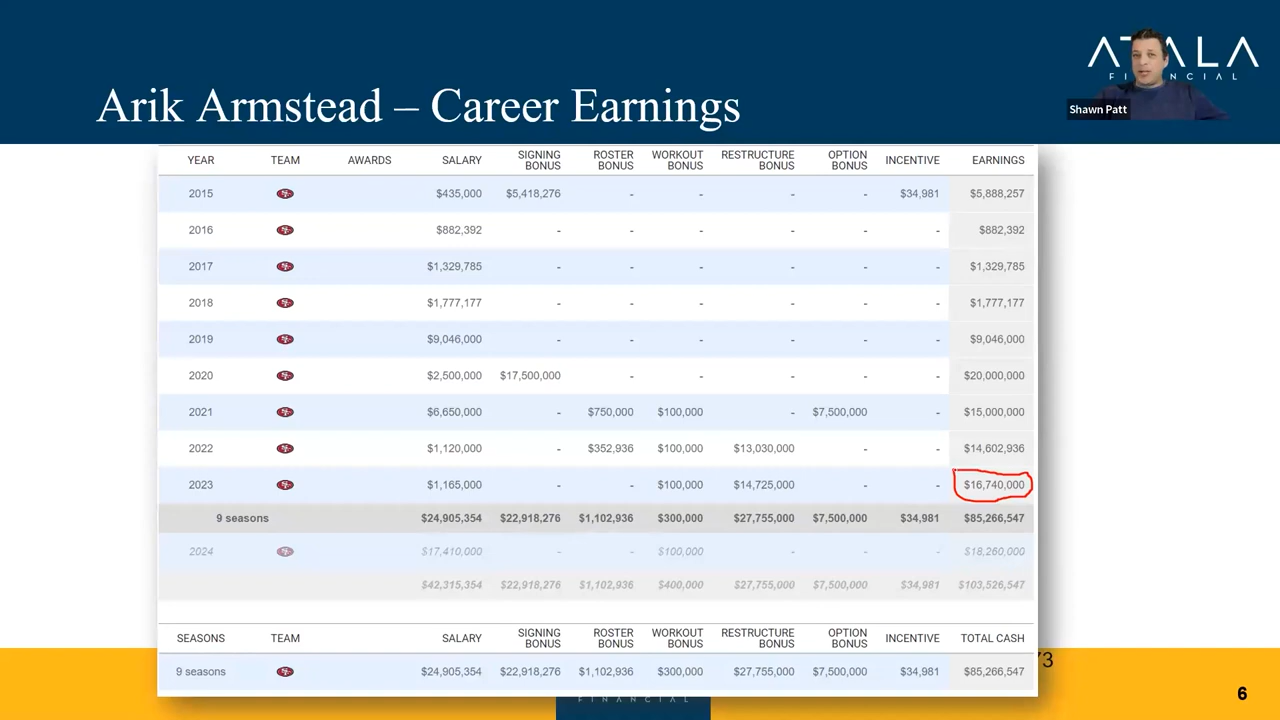 ATALA
FINANCIAL
Shawn Patt
Arik Armstead – Career Earnings
YEAR TEAM AWARDS SALARY SIGNING BONUS ROSTER BONUS WORKOUT BONUS RESTRUCTURE BONUS OPTION BONUS INCENTIVE EARNINGS
2015 $435,000 $5,418,276 - - - - $34,981 $5,888,257
2016 $882,392 - - - - - - $882,392
2017 $1,329,785 - - - - - - $1,329,785
2018 $1,777,177 - - - - - - $1,777,177
2019 $9,046,000 - - - - - - $9,046,000
2020 $2,500,000 $17,500,000 - - - - - $20,000,000
2021 $6,650,000 - $750,000 $100,000 - $7,500,000 - $15,000,000
2022 $1,120,000 - $352,936 $100,000 $13,030,000 - - $14,602,936
2023 $1,165,000 - - $100,000 $14,725,000 - - $16,740,000
9 seasons $24,905,354 $22,918,276 $1,102,936 $300,000 $27,755,000 $7,500,000 $34,981 $85,266,547
2024 $17,410,000 - - $100,000 - - - $18,260,000
$42,315,354 $22,918,276 $1,102,936 $400,000 $27,755,000 $7,500,000 $34,981 $103,526,547
SEASONS TEAM SALARY SIGNING BONUS ROSTER BONUS WORKOUT BONUS RESTRUCTURE BONUS OPTION BONUS INCENTIVE TOTAL CASH
9 seasons $24,905,354 $22,918,276 $1,102,936 $300,000 $27,755,000 $7,500,000 $34,981 $85,266,547
73
FINANCIAL
6